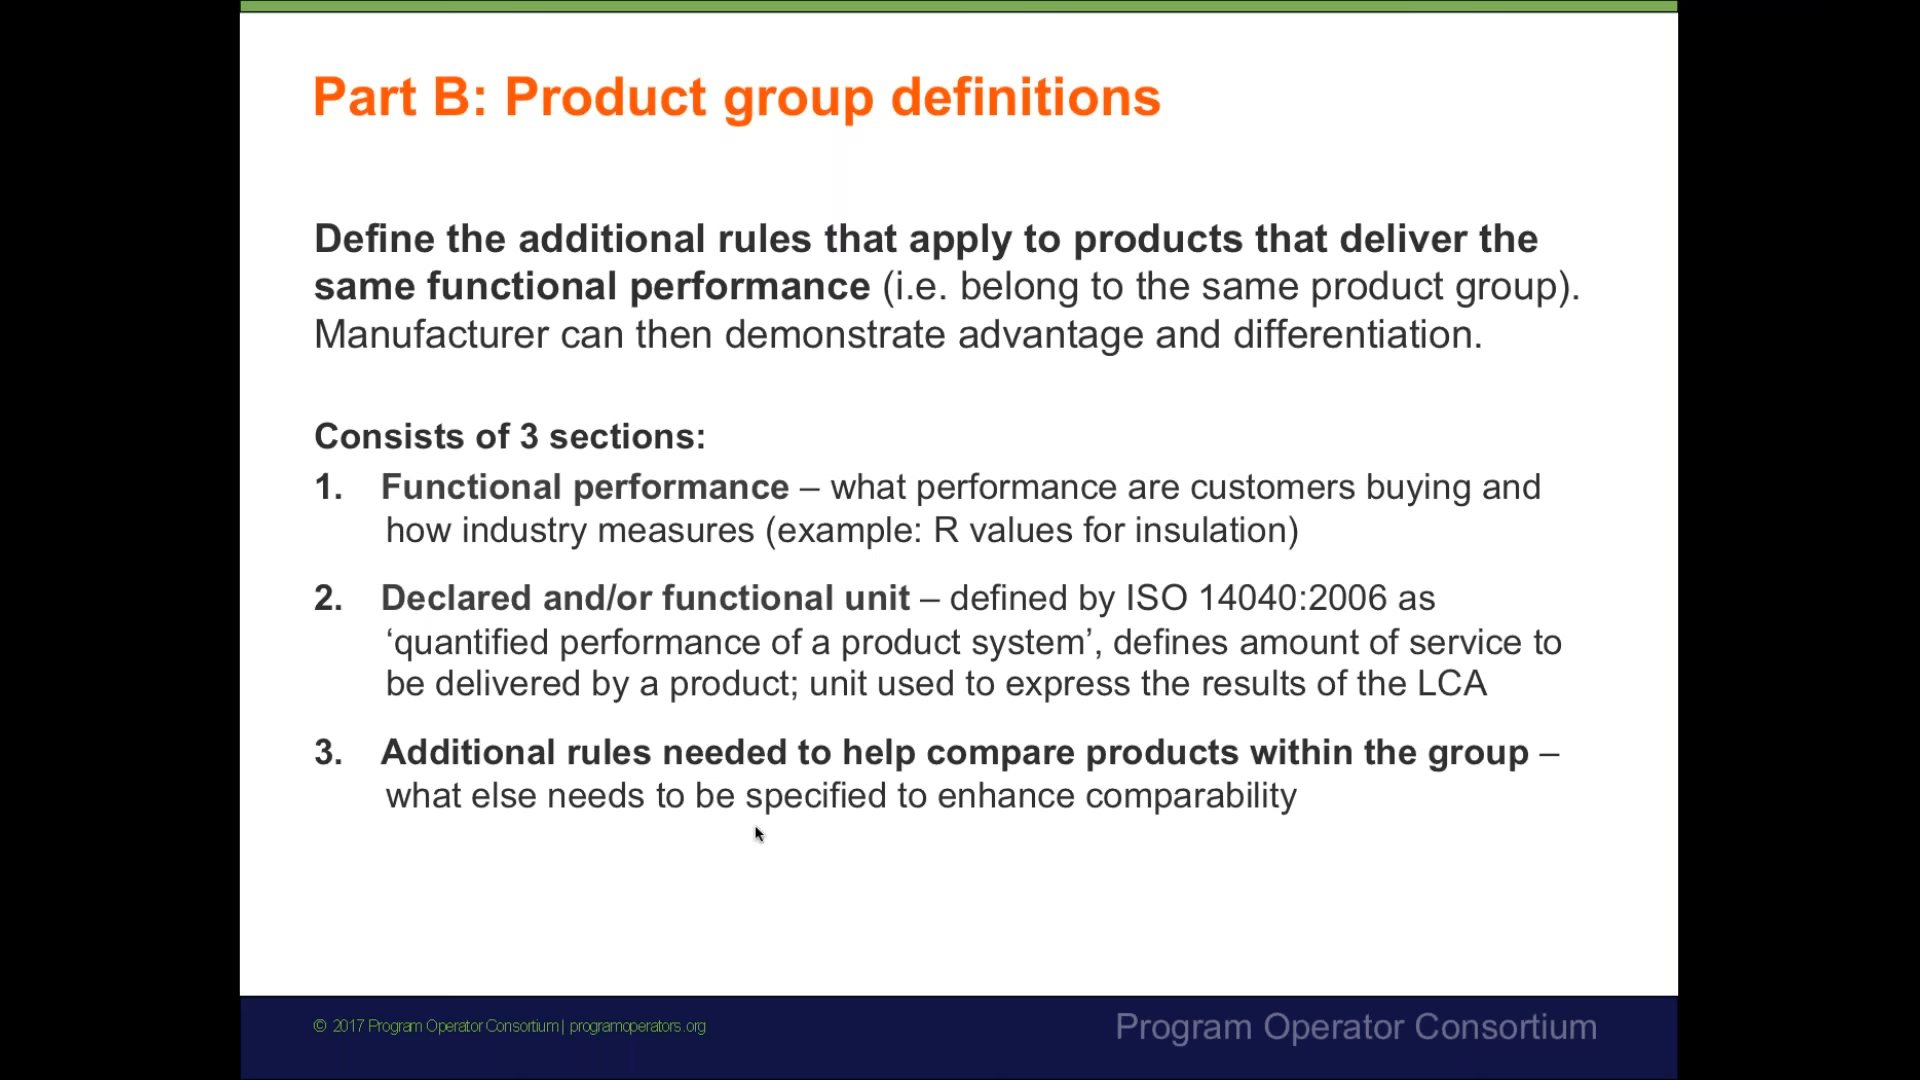 Part B: Product group definitions
Define the additional rules that apply to products that deliver the
same functional performance (i.e. belong to the same product group).
Manufacturer can then demonstrate advantage and differentiation.
Consists of 3 sections:
1. Functional performance – what performance are customers buying and
how industry measures (example: R values for insulation)
2. Declared and/or functional unit – defined by ISO 14040:2006 as
‘quantified performance of a product system’, defines amount of service to
be delivered by a product; unit used to express the results of the LCA
3. Additional rules needed to help compare products within the group –
what else needs to be specified to enhance comparability
© 2017 Program Operator Consortium | programoperators.org
Program Operator Consortium